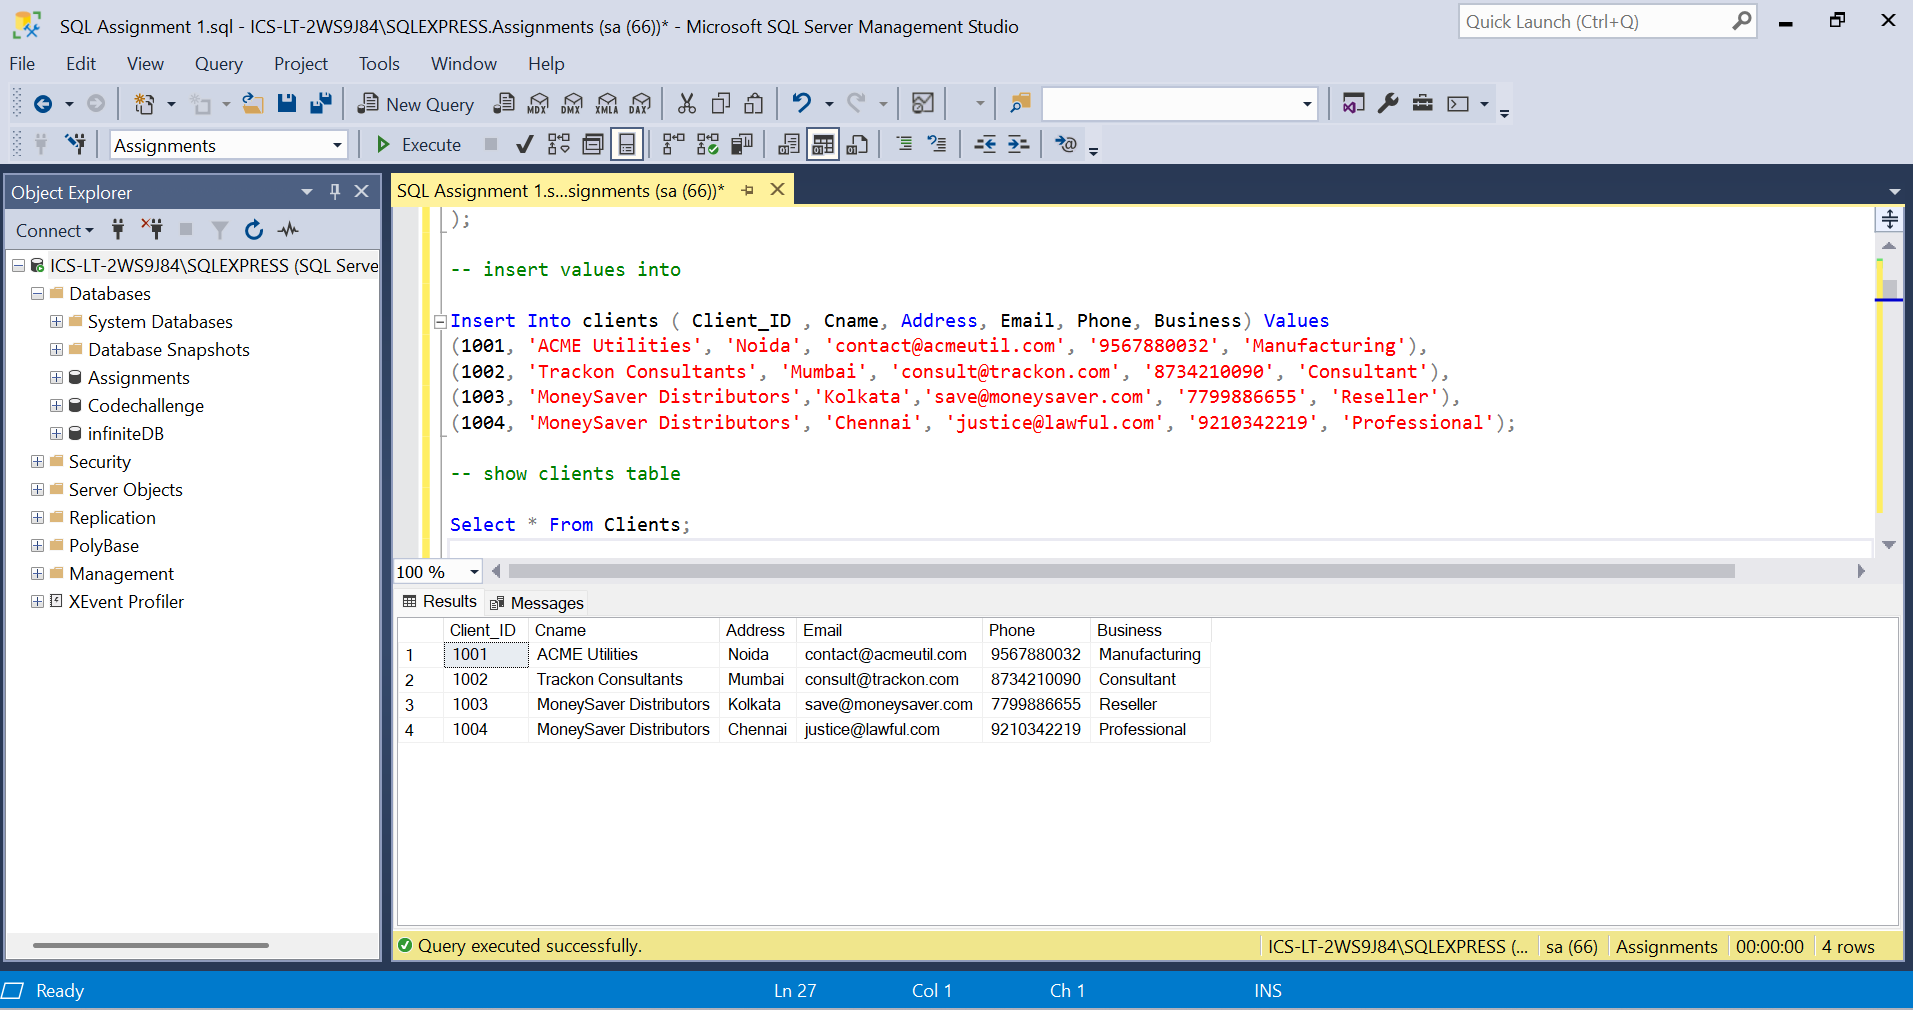 SQL Assignment 1.sql - ICS-LT-2WS9J84\SQLEXPRESS.Assignments (sa (66))* - Microsoft SQL Server Management Studio
Quick Launch (Ctrl+Q)
File Edit View Query Project Tools Window Help
New Query MDX DMX XMLA DAX
Assignments Execute
Object Explorer
Connect
ICS-LT-2WS9J84\SQLEXPRESS (SQL Serve
Databases
System Databases
Database Snapshots
Assignments
Codechallenge
infiniteDB
Security
Server Objects
Replication
PolyBase
Management
XEvent Profiler
SQL Assignment 1.s...signments (sa (66))*
);
-- insert values into
Insert Into clients ( Client_ID , Cname, Address, Email, Phone, Business) Values
(1001, 'ACME Utilities', 'Noida', 'contact@acmeutil.com', '9567880032', 'Manufacturing'),
(1002, 'Trackon Consultants', 'Mumbai', 'consult@trackon.com', '8734210090', 'Consultant'),
(1003, 'MoneySaver Distributors','Kolkata','save@moneysaver.com', '7799886655', 'Reseller'),
(1004, 'MoneySaver Distributors', 'Chennai', 'justice@lawful.com', '9210342219', 'Professional');
-- show clients table
Select * From Clients;
100 %
Results Messages
Client_ID Cname Address Email Phone Business
1 1001 ACME Utilities Noida contact@acmeutil.com 9567880032 Manufacturing
2 1002 Trackon Consultants Mumbai consult@trackon.com 8734210090 Consultant
3 1003 MoneySaver Distributors Kolkata save@moneysaver.com 7799886655 Reseller
4 1004 MoneySaver Distributors Chennai justice@lawful.com 9210342219 Professional
Query executed successfully. ICS-LT-2WS9J84\SQLEXPRESS (... sa (66) Assignments 00:00:00 4 rows
Ready Ln 27 Col 1 Ch 1 INS